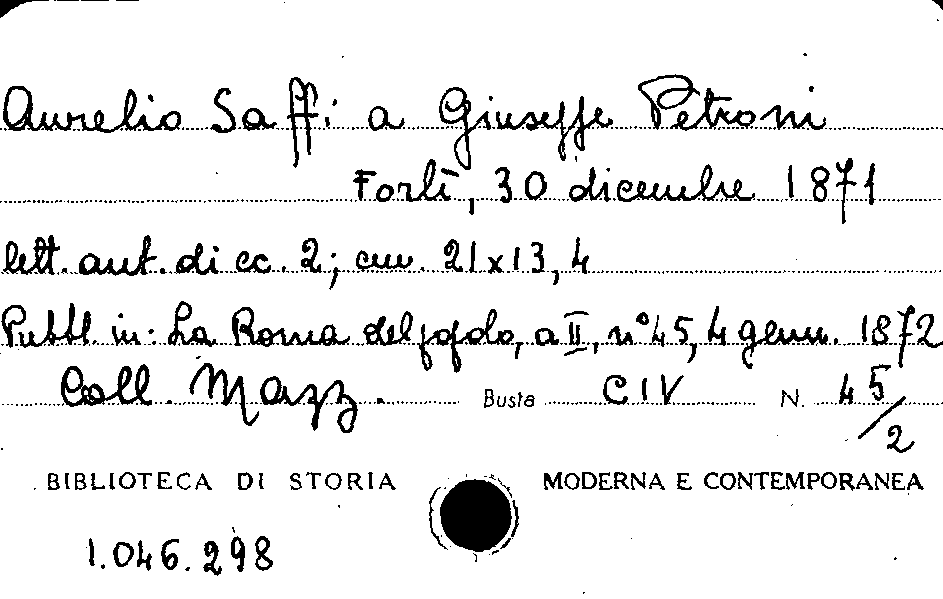 Aurelio Saffi a Giuseppe Petroni
Forlì, 30 dicembre 1871
lett. aut. di cc. 2; cm. 21x13,4
Pubbl. in: La Roma del popolo, a II, n° 45, 4 genn. 1872
Coll. Mazz. Busta CIV N. 45/2
BIBLIOTECA DI STORIA MODERNA E CONTEMPORANEA
1.046.298